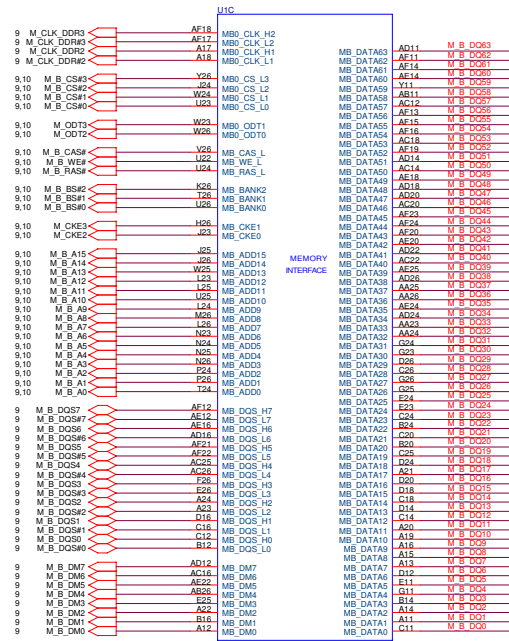 U1C
9 M_CLK_DDR3 AF18 MB0_CLK_H2
9 M_CLK_DDR#3 AF17 MB0_CLK_L2
9 M_CLK_DDR2 A17 MB0_CLK_H1
9 M_CLK_DDR#2 A18 MB0_CLK_L1
9,10 M_B_CS#3 Y26 MB0_CS_L3
9,10 M_B_CS#2 J24 MB0_CS_L2
9,10 M_B_CS#1 W24 MB0_CS_L1
9,10 M_B_CS#0 U23 MB0_CS_L0
9,10 M_ODT3 W23 MB0_ODT1
9,10 M_ODT2 W26 MB0_ODT0
9,10 M_B_CAS# V26 MB_CAS_L
9,10 M_B_WE# U22 MB_WE_L
9,10 M_B_RAS# U24 MB_RAS_L
9,10 M_B_BS#2 K26 MB_BANK2
9,10 M_B_BS#1 T26 MB_BANK1
9,10 M_B_BS#0 U26 MB_BANK0
9,10 M_CKE3 H26 MB_CKE1
9,10 M_CKE2 J23 MB_CKE0
9,10 M_B_A15 J25 MB_ADD15
9,10 M_B_A14 J26 MB_ADD14
9,10 M_B_A13 W25 MB_ADD13
9,10 M_B_A12 L23 MB_ADD12
9,10 M_B_A11 L25 MB_ADD11
9,10 M_B_A10 U25 MB_ADD10
9,10 M_B_A9 L24 MB_ADD9
9,10 M_B_A8 M26 MB_ADD8
9,10 M_B_A7 L26 MB_ADD7
9,10 M_B_A6 N23 MB_ADD6
9,10 M_B_A5 N24 MB_ADD5
9,10 M_B_A4 N25 MB_ADD4
9,10 M_B_A3 N26 MB_ADD3
9,10 M_B_A2 P24 MB_ADD2
9,10 M_B_A1 P26 MB_ADD1
9,10 M_B_A0 T24 MB_ADD0
9 M_B_DQS7 AF12 MB_DQS_H7
9 M_B_DQS#7 AE12 MB_DQS_L7
9 M_B_DQS6 AE16 MB_DQS_H6
9 M_B_DQS#6 AD16 MB_DQS_L6
9 M_B_DQS5 AF21 MB_DQS_H5
9 M_B_DQS#5 AF22 MB_DQS_L5
9 M_B_DQS4 AC25 MB_DQS_H4
9 M_B_DQS#4 AC26 MB_DQS_L4
9 M_B_DQS3 F26 MB_DQS_H3
9 M_B_DQS#3 E26 MB_DQS_L3
9 M_B_DQS2 A24 MB_DQS_H2
9 M_B_DQS#2 A23 MB_DQS_L2
9 M_B_DQS1 D16 MB_DQS_H1
9 M_B_DQS#1 C16 MB_DQS_L1
9 M_B_DQS0 C12 MB_DQS_H0
9 M_B_DQS#0 B12 MB_DQS_L0
9 M_B_DM7 AD12 MB_DM7
9 M_B_DM6 AC16 MB_DM6
9 M_B_DM5 AE22 MB_DM5
9 M_B_DM4 AB26 MB_DM4
9 M_B_DM3 E25 MB_DM3
9 M_B_DM2 A22 MB_DM2
9 M_B_DM1 B16 MB_DM1
9 M_B_DM0 A12 MB_DM0
MEMORY
INTERFACE
MB_DATA63 AD11 M_B_DQ63
MB_DATA62 AF11 M_B_DQ62
MB_DATA61 AF14 M_B_DQ61
MB_DATA60 AE14 M_B_DQ60
MB_DATA59 Y11 M_B_DQ59
MB_DATA58 AB11 M_B_DQ58
MB_DATA57 AC12 M_B_DQ57
MB_DATA56 AF13 M_B_DQ56
MB_DATA55 AF15 M_B_DQ55
MB_DATA54 AF16 M_B_DQ54
MB_DATA53 AC18 M_B_DQ53
MB_DATA52 AF19 M_B_DQ52
MB_DATA51 AD14 M_B_DQ51
MB_DATA50 AC14 M_B_DQ50
MB_DATA49 AE18 M_B_DQ49
MB_DATA48 AD18 M_B_DQ48
MB_DATA47 AD20 M_B_DQ47
MB_DATA46 AC20 M_B_DQ46
MB_DATA45 AF23 M_B_DQ45
MB_DATA44 AF24 M_B_DQ44
MB_DATA43 AF20 M_B_DQ43
MB_DATA42 AE20 M_B_DQ42
MB_DATA41 AD22 M_B_DQ41
MB_DATA40 AC22 M_B_DQ40
MB_DATA39 AE25 M_B_DQ39
MB_DATA38 AD26 M_B_DQ38
MB_DATA37 AA25 M_B_DQ37
MB_DATA36 AA26 M_B_DQ36
MB_DATA35 AE24 M_B_DQ35
MB_DATA34 AD24 M_B_DQ34
MB_DATA33 AA23 M_B_DQ33
MB_DATA32 AA24 M_B_DQ32
MB_DATA31 G24 M_B_DQ31
MB_DATA30 G23 M_B_DQ30
MB_DATA29 D26 M_B_DQ29
MB_DATA28 C26 M_B_DQ28
MB_DATA27 G26 M_B_DQ27
MB_DATA26 G25 M_B_DQ26
MB_DATA25 E24 M_B_DQ25
MB_DATA24 E23 M_B_DQ24
MB_DATA23 C24 M_B_DQ23
MB_DATA22 B24 M_B_DQ22
MB_DATA21 C20 M_B_DQ21
MB_DATA20 B20 M_B_DQ20
MB_DATA19 C25 M_B_DQ19
MB_DATA18 D24 M_B_DQ18
MB_DATA17 A21 M_B_DQ17
MB_DATA16 D20 M_B_DQ16
MB_DATA15 D18 M_B_DQ15
MB_DATA14 C18 M_B_DQ14
MB_DATA13 D14 M_B_DQ13
MB_DATA12 C14 M_B_DQ12
MB_DATA11 A20 M_B_DQ11
MB_DATA10 A19 M_B_DQ10
MB_DATA9 A16 M_B_DQ9
MB_DATA8 A15 M_B_DQ8
MB_DATA7 A13 M_B_DQ7
MB_DATA6 D12 M_B_DQ6
MB_DATA5 E11 M_B_DQ5
MB_DATA4 G11 M_B_DQ4
MB_DATA3 B14 M_B_DQ3
MB_DATA2 A14 M_B_DQ2
MB_DATA1 A11 M_B_DQ1
MB_DATA0 C11 M_B_DQ0